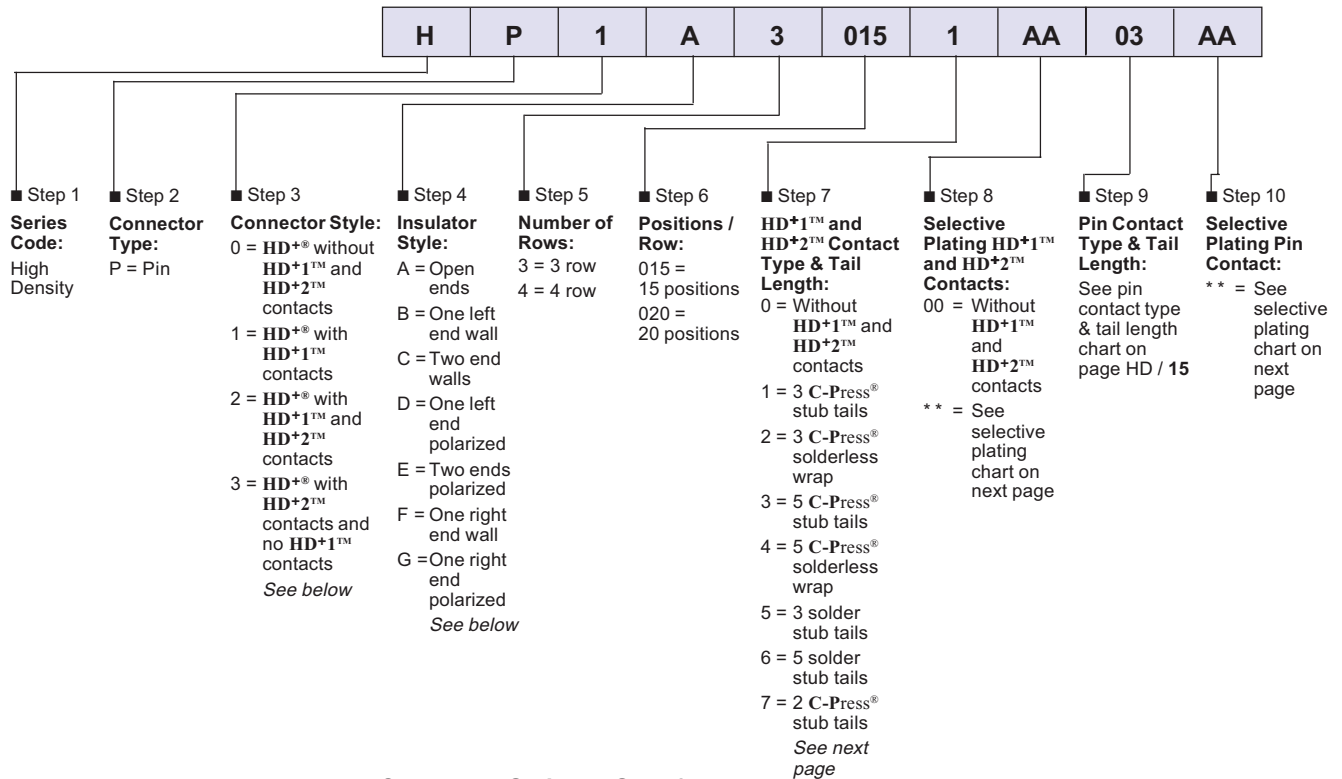 H P 1 A 3 015 1 AA 03 AA
■ Step 1
Series
Code:
High
Density
■ Step 2
Connector
Type:
P = Pin
■ Step 3
Connector Style:
0 = HD+® without
HD+1™ and
HD+2™
contacts
1 = HD+® with
HD+1™
contacts
2 = HD+® with
HD+1™ and
HD+2™
contacts
3 = HD+® with
HD+2™
contacts and
no HD+1™
contacts
See below
■ Step 4
Insulator
Style:
A = Open
ends
B = One left
end wall
C = Two end
walls
D = One left
end
polarized
E = Two ends
polarized
F = One right
end wall
G = One right
end
polarized
See below
■ Step 5
Number of
Rows:
3 = 3 row
4 = 4 row
■ Step 6
Positions /
Row:
015 =
15 positions
020 =
20 positions
■ Step 7
HD+1™ and
HD+2™ Contact
Type & Tail
Length:
0 = Without
HD+1™ and
HD+2™
contacts
1 = 3 C-Press®
stub tails
2 = 3 C-Press®
solderless
wrap
3 = 5 C-Press®
stub tails
4 = 5 C-Press®
solderless
wrap
5 = 3 solder
stub tails
6 = 5 solder
stub tails
7 = 2 C-Press®
stub tails
See next
page
■ Step 8
Selective
Plating HD+1™
and HD+2™
Contacts:
00 = Without
HD+1™
and
HD+2™
contacts
* * = See
selective
plating
chart on
next page
■ Step 9
Pin Contact
Type & Tail
Length:
See pin
contact type
& tail length
chart on
page HD / 15
■ Step 10
Selective
Plating Pin
Contact:
* * = See
selective
plating
chart on
next
page